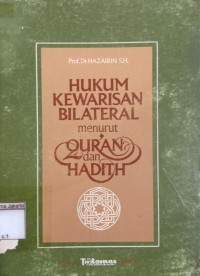 Prof. Dr. HAZAIRIN S.H.
HUKUM
KEWARISAN
BILATERAL
menurut
QURAN
dan
HADITH
Tintamas